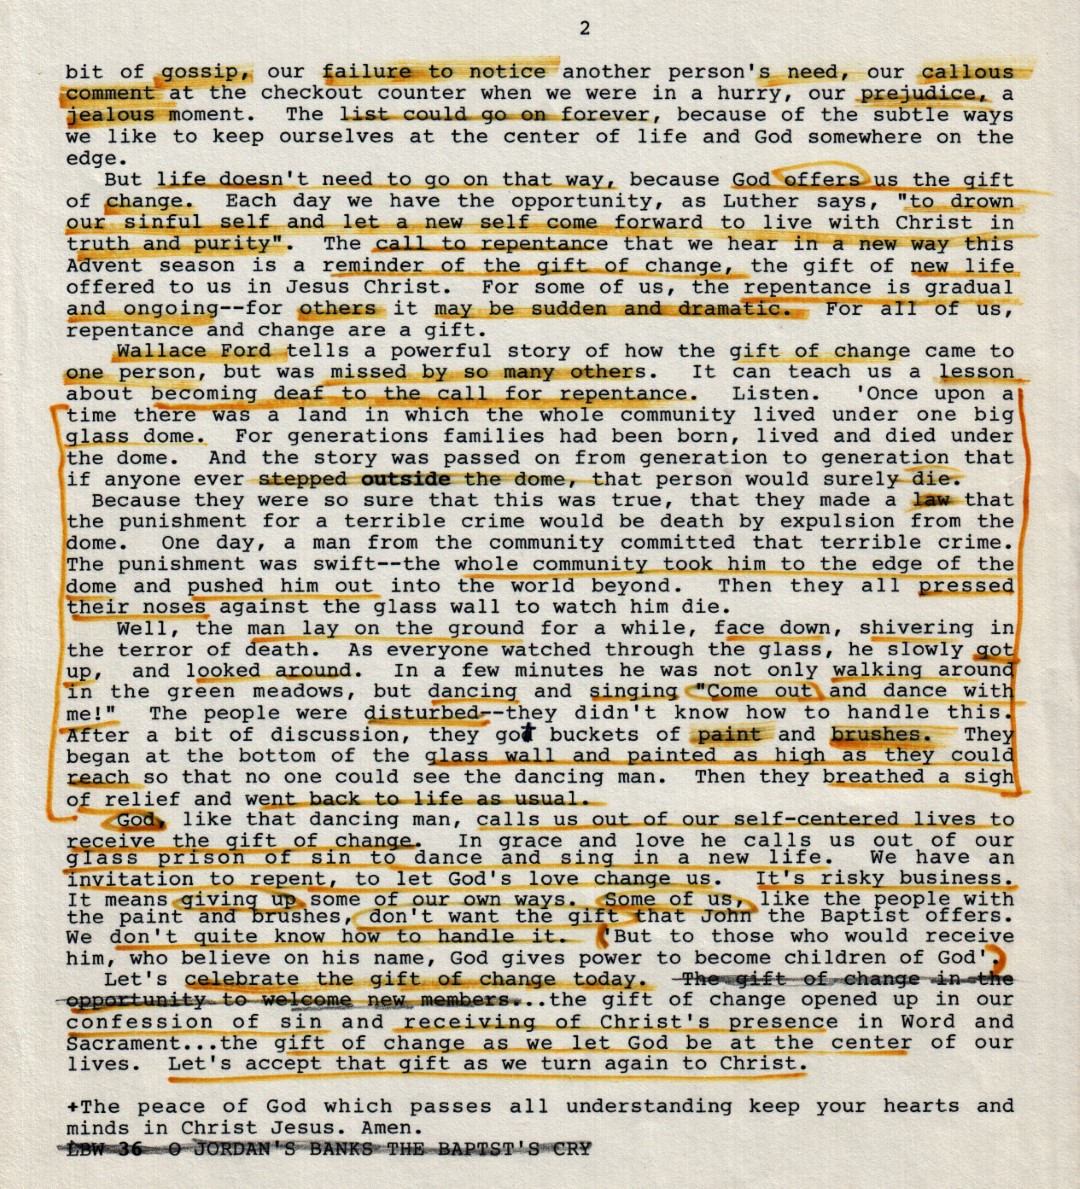 2
bit of gossip, our failure to notice another person's need, our callous
comment at the checkout counter when we were in a hurry, our prejudice, a
jealous moment. The list could go on forever, because of the subtle ways
we like to keep ourselves at the center of life and God somewhere on the
edge.
But life doesn't need to go on that way, because God offers us the gift
of change. Each day we have the opportunity, as Luther says, "to drown
our sinful self and let a new self come forward to live with Christ in
truth and purity". The call to repentance that we hear in a new way this
Advent season is a reminder of the gift of change, the gift of new life
offered to us in Jesus Christ. For some of us, the repentance is gradual
and ongoing--for others it may be sudden and dramatic. For all of us,
repentance and change are a gift.
Wallace Ford tells a powerful story of how the gift of change came to
one person, but was missed by so many others. It can teach us a lesson
about becoming deaf to the call for repentance. Listen. 'Once upon a
time there was a land in which the whole community lived under one big
glass dome. For generations families had been born, lived and died under
the dome. And the story was passed on from generation to generation that
if anyone ever stepped outside the dome, that person would surely die.
Because they were so sure that this was true, that they made a law that
the punishment for a terrible crime would be death by expulsion from the
dome. One day, a man from the community committed that terrible crime.
The punishment was swift--the whole community took him to the edge of the
dome and pushed him out into the world beyond. Then they all pressed
their noses against the glass wall to watch him die.
Well, the man lay on the ground for a while, face down, shivering in
the terror of death. As everyone watched through the glass, he slowly got
up, and looked around. In a few minutes he was not only walking around
in the green meadows, but dancing and singing "Come out and dance with
me!" The people were disturbed--they didn't know how to handle this.
After a bit of discussion, they got buckets of paint and brushes. They
began at the bottom of the glass wall and painted as high as they could
reach so that no one could see the dancing man. Then they breathed a sigh
of relief and went back to life as usual.
God, like that dancing man, calls us out of our self-centered lives to
receive the gift of change. In grace and love he calls us out of our
glass prison of sin to dance and sing in a new life. We have an
invitation to repent, to let God's love change us. It's risky business.
It means giving up some of our own ways. Some of us, like the people with
the paint and brushes, don't want the gift that John the Baptist offers.
We don't quite know how to handle it. 'But to those who would receive
him, who believe on his name, God gives power to become children of God'.
Let's celebrate the gift of change today. The gift of change in the
opportunity to welcome new members...the gift of change opened up in our
confession of sin and receiving of Christ's presence in Word and
Sacrament...the gift of change as we let God be at the center of our
lives. Let's accept that gift as we turn again to Christ.
+The peace of God which passes all understanding keep your hearts and
minds in Christ Jesus. Amen.
LBW 36 O JORDAN'S BANKS THE BAPTST'S CRY